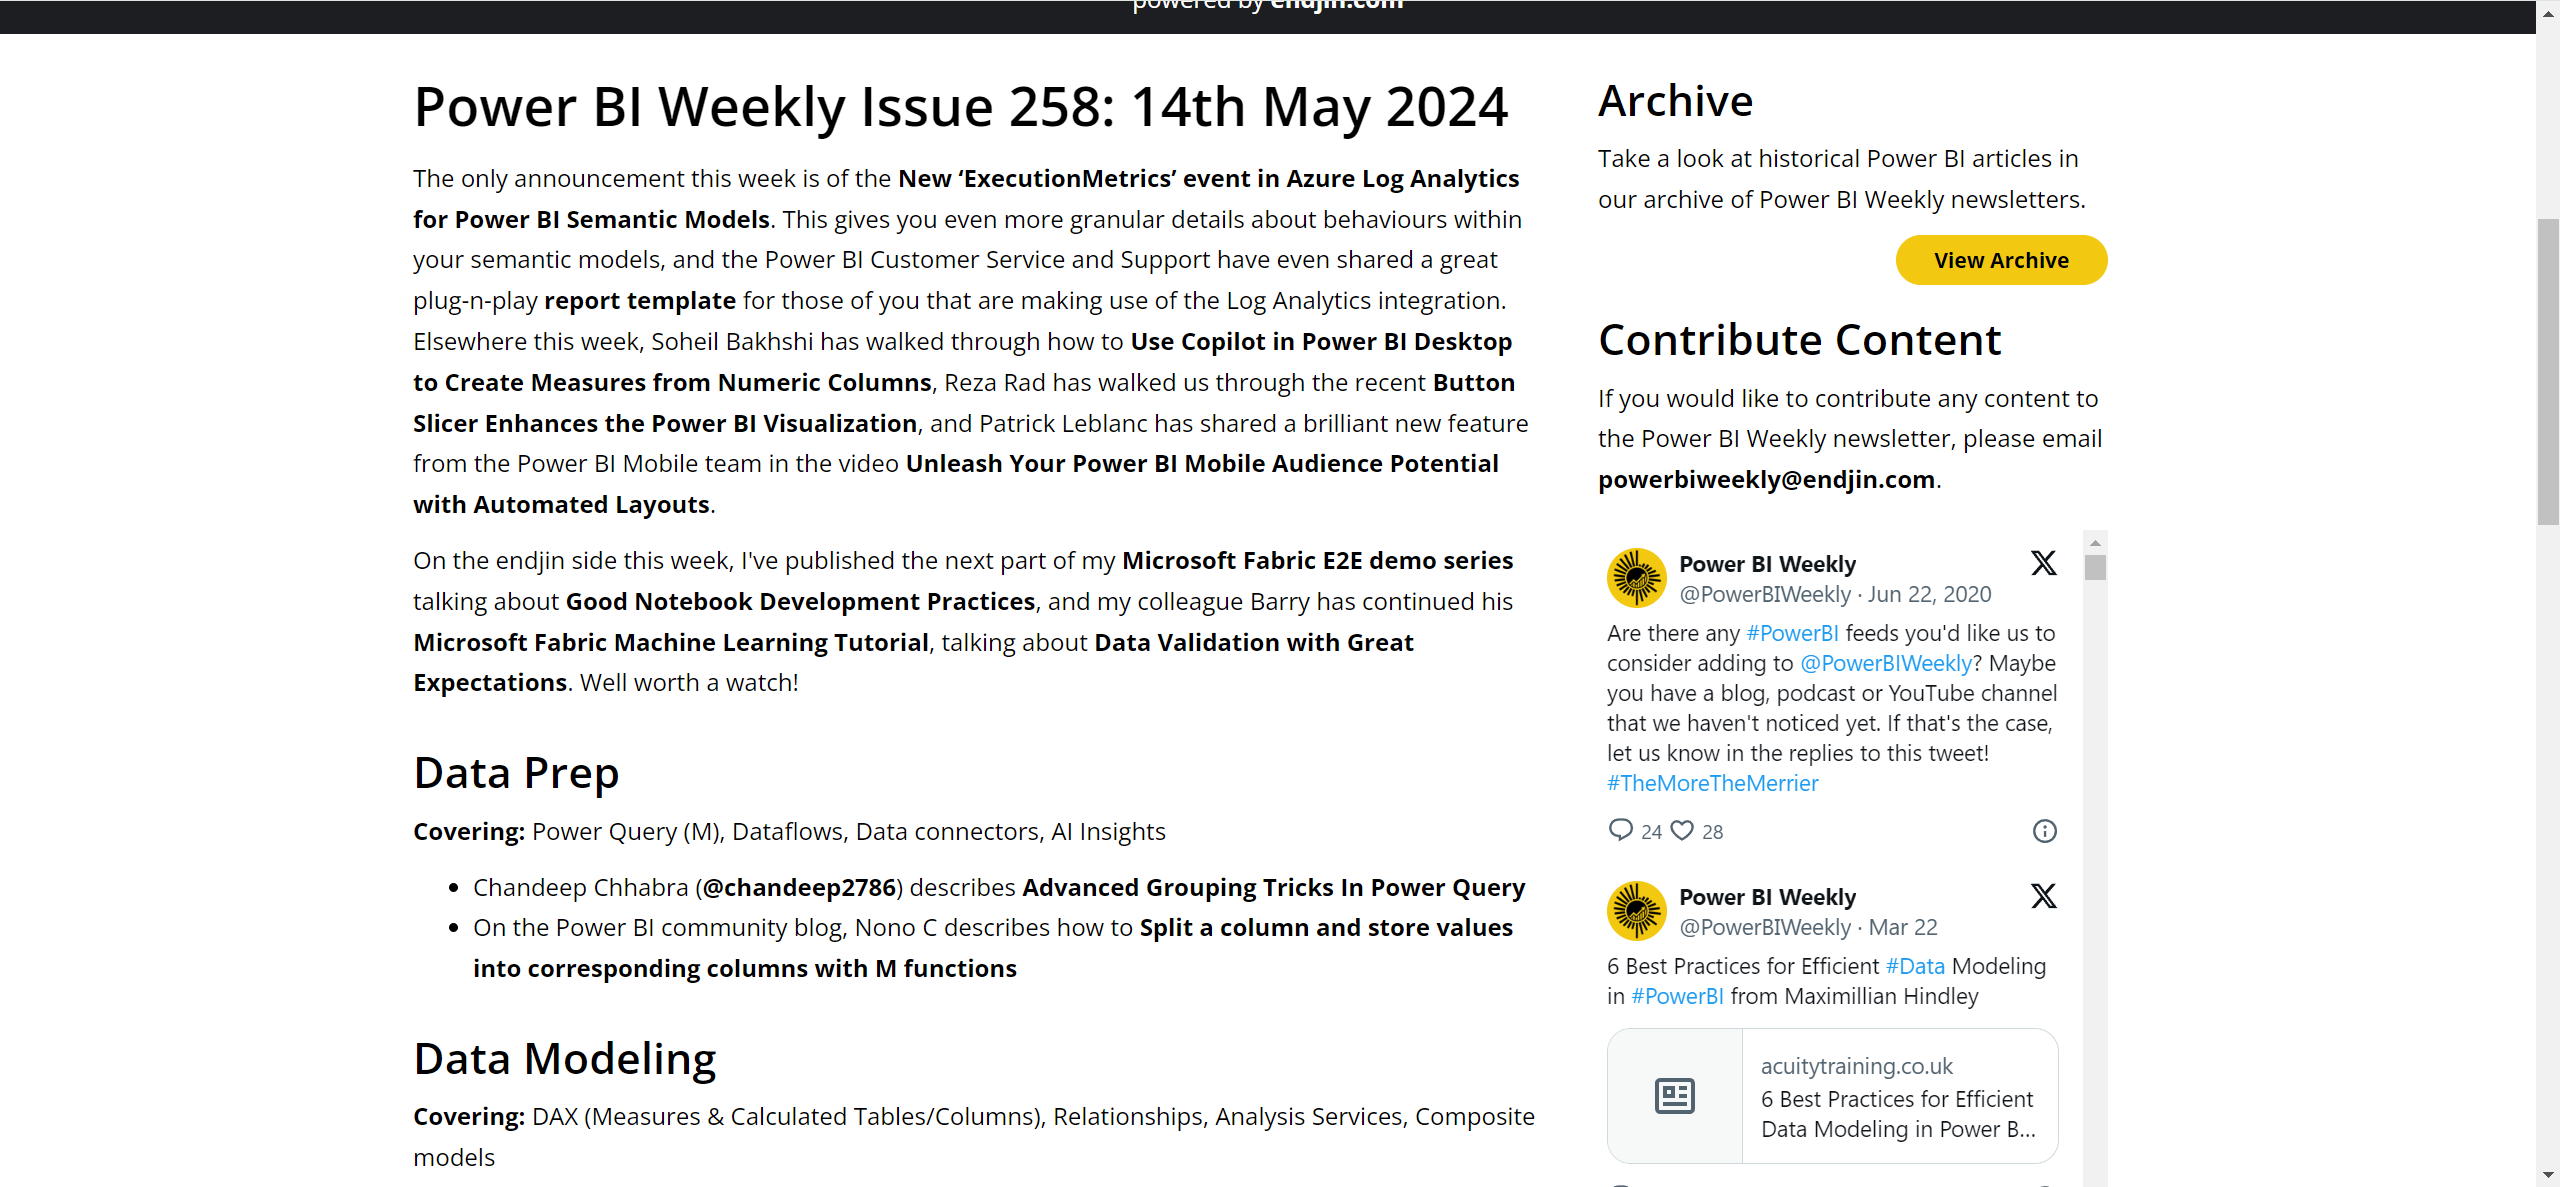 powered by endjin.com
Power BI Weekly Issue 258: 14th May 2024
The only announcement this week is of the New ‘ExecutionMetrics’ event in Azure Log Analytics
for Power BI Semantic Models. This gives you even more granular details about behaviours within
your semantic models, and the Power BI Customer Service and Support have even shared a great
plug-n-play report template for those of you that are making use of the Log Analytics integration.
Elsewhere this week, Soheil Bakhshi has walked through how to Use Copilot in Power BI Desktop
to Create Measures from Numeric Columns, Reza Rad has walked us through the recent Button
Slicer Enhances the Power BI Visualization, and Patrick Leblanc has shared a brilliant new feature
from the Power BI Mobile team in the video Unleash Your Power BI Mobile Audience Potential
with Automated Layouts.
On the endjin side this week, I've published the next part of my Microsoft Fabric E2E demo series
talking about Good Notebook Development Practices, and my colleague Barry has continued his
Microsoft Fabric Machine Learning Tutorial, talking about Data Validation with Great
Expectations. Well worth a watch!
Data Prep
Covering: Power Query (M), Dataflows, Data connectors, AI Insights
• Chandeep Chhabra (@chandeep2786) describes Advanced Grouping Tricks In Power Query
• On the Power BI community blog, Nono C describes how to Split a column and store values
into corresponding columns with M functions
Data Modeling
Covering: DAX (Measures & Calculated Tables/Columns), Relationships, Analysis Services, Composite
models
Archive
Take a look at historical Power BI articles in
our archive of Power BI Weekly newsletters.
View Archive
Contribute Content
If you would like to contribute any content to
the Power BI Weekly newsletter, please email
powerbiweekly@endjin.com.
Power BI Weekly
@PowerBIWeekly · Jun 22, 2020
Are there any #PowerBI feeds you'd like us to
consider adding to @PowerBIWeekly? Maybe
you have a blog, podcast or YouTube channel
that we haven't noticed yet. If that's the case,
let us know in the replies to this tweet!
#TheMoreTheMerrier
24 28
Power BI Weekly
@PowerBIWeekly · Mar 22
6 Best Practices for Efficient #Data Modeling
in #PowerBI from Maximillian Hindley
acuitytraining.co.uk
6 Best Practices for Efficient
Data Modeling in Power B...